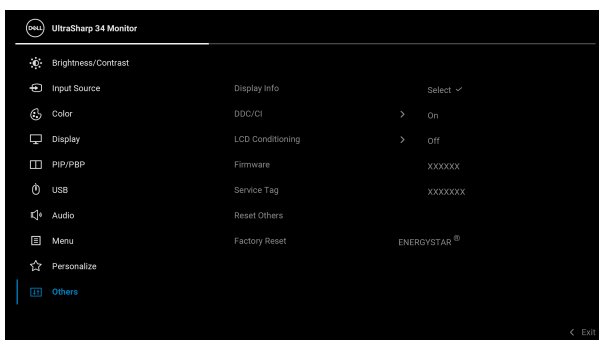 DELL UltraSharp 34 Monitor
Brightness/Contrast
Input Source Display Info Select ✓
Color DDC/CI > On
Display LCD Conditioning > Off
PIP/PBP Firmware XXXXXX
USB Service Tag XXXXXXX
Audio Reset Others
Menu Factory Reset ENERGYSTAR ®
Personalize
Others
< Exit